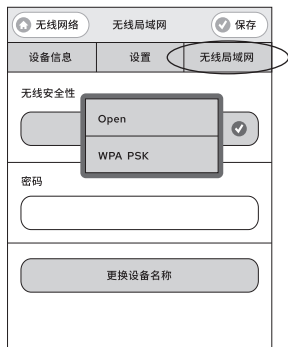 无线网络 无线局域网 保存
设备信息 设置 无线局域网
无线安全性
Open
WPA PSK
密码
更换设备名称